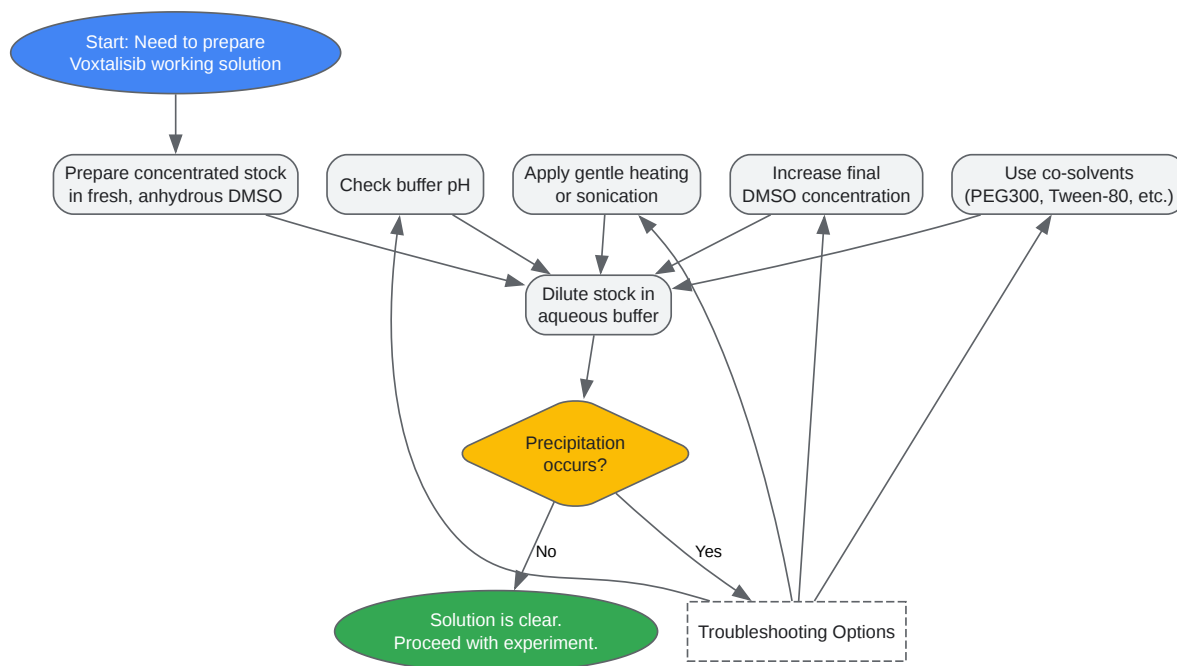 Start: Need to prepare
Voxtalisib working solution
Prepare concentrated stock
in fresh, anhydrous DMSO
Check buffer pH
Apply gentle heating
or sonication
Increase final
DMSO concentration
Use co-solvents
(PEG300, Tween-80, etc.)
Dilute stock in
aqueous buffer
Precipitation
occurs?
No
Yes
Solution is clear.
Proceed with experiment.
Troubleshooting Options